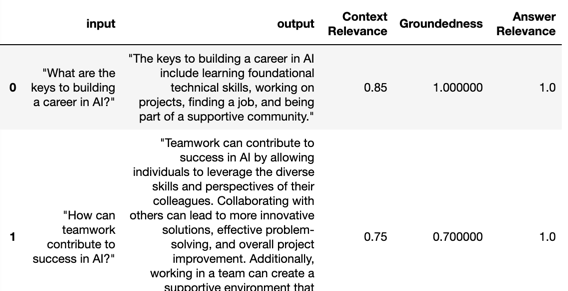 input output Context Relevance Groundedness Answer Relevance
0 "What are the keys to building a career in AI?" "The keys to building a career in AI include learning foundational technical skills, working on projects, finding a job, and being part of a supportive community." 0.85 1.000000 1.0
1 "How can teamwork contribute to success in AI?" "Teamwork can contribute to success in AI by allowing individuals to leverage the diverse skills and perspectives of their colleagues. Collaborating with others can lead to more innovative solutions, effective problem-solving, and overall project improvement. Additionally, working in a team can create a supportive environment that 0.75 0.700000 1.0